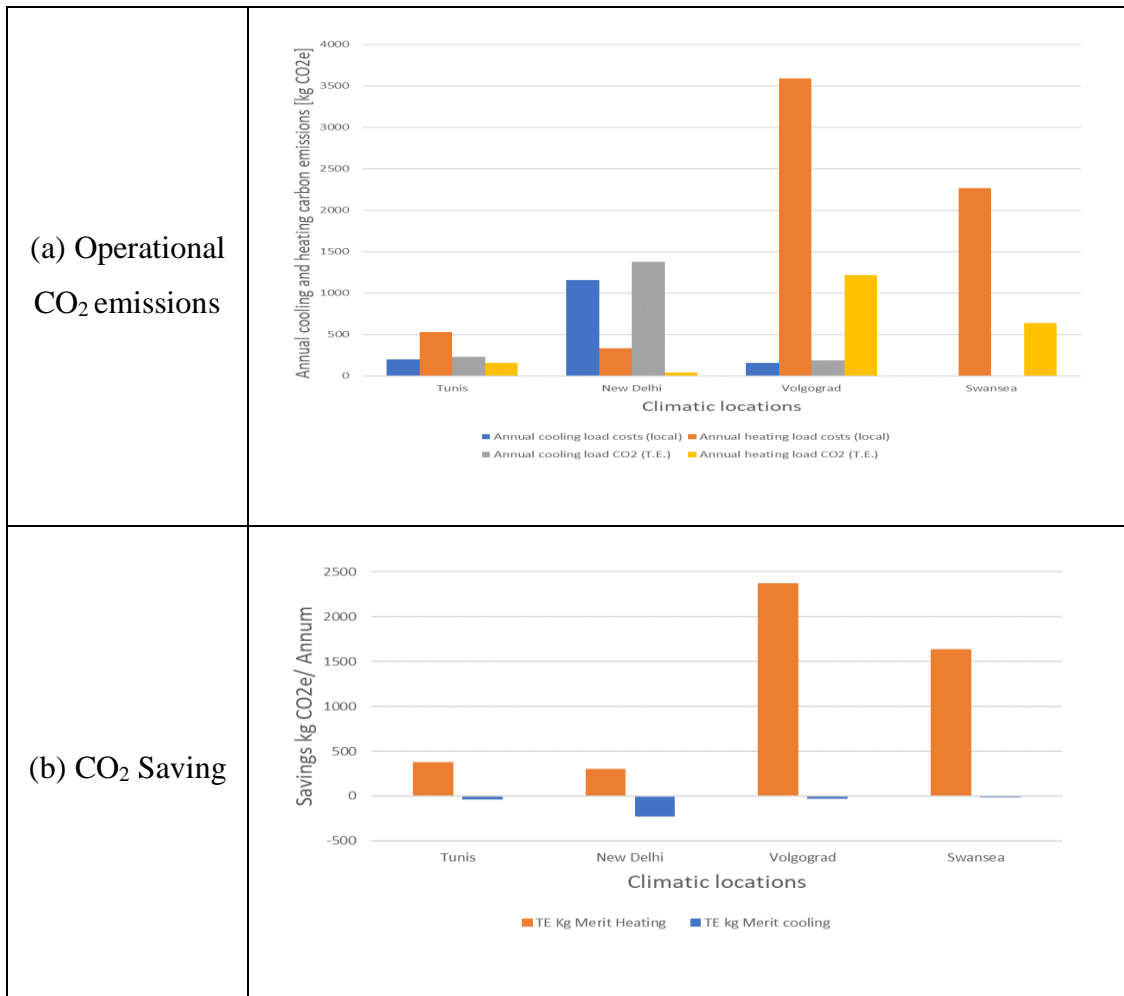 (a) Operational
CO₂ emissions
Annual cooling and heating carbon emissions [kg CO2e]
4000
3500
3000
2500
2000
1500
1000
500
0
Tunis New Delhi Volgograd Swansea
Climatic locations
Annual cooling load costs (local) Annual heating load costs (local)
Annual cooling load CO2 (T.E.) Annual heating load CO2 (T.E.)
(b) CO₂ Saving
Savings kg CO2e/ Annum
2500
2000
1500
1000
500
0
-500
Tunis New Delhi Volgograd Swansea
Climatic locations
TE Kg Merit Heating TE kg Merit cooling